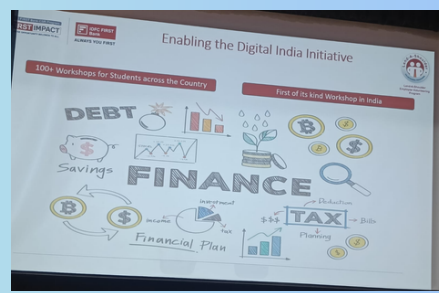 RST IMPACT
IDFC FIRST
Bank
ALWAYS YOU FIRST
Enabling the Digital India Initiative
100+ Workshops for Students across the Country
First of its kind Workshop in India
DEBT
Savings
FINANCE
investment
income
tax
Financial Plan
$$$
TAX
Deduction
Bills
Planning